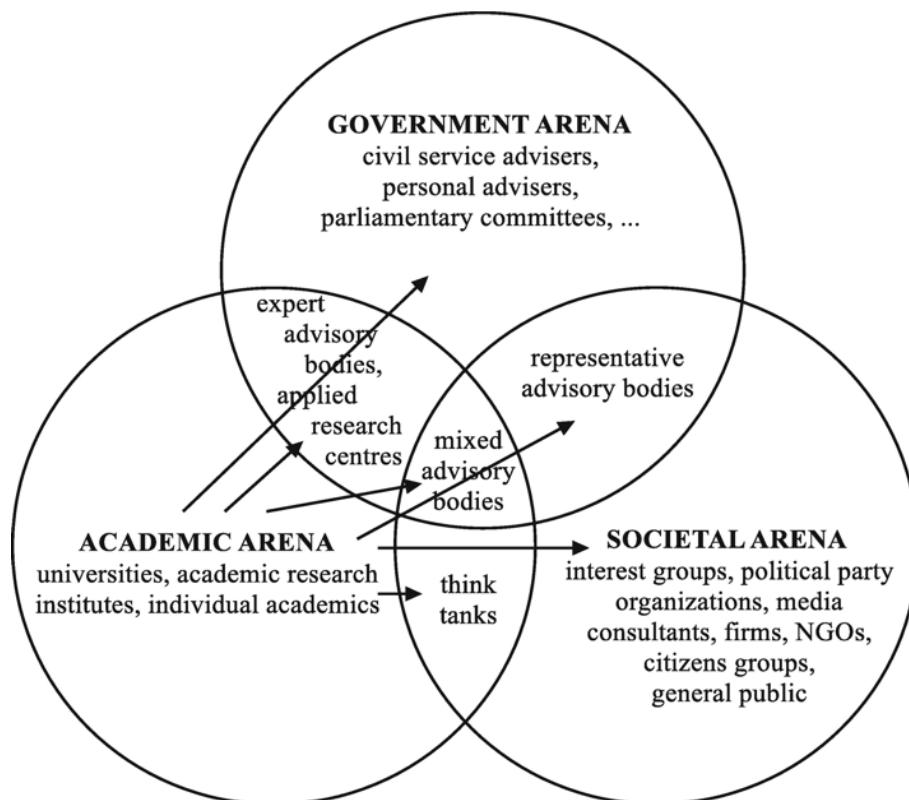 GOVERNMENT ARENA
civil service advisers,
personal advisers,
parliamentary committees, ...
expert
advisory
bodies,
applied
research
centres
representative
advisory bodies
mixed
advisory
bodies
ACADEMIC ARENA
universities, academic research
institutes, individual academics
think
tanks
SOCIETAL ARENA
interest groups, political party
organizations, media
consultants, firms, NGOs,
citizens groups,
general public